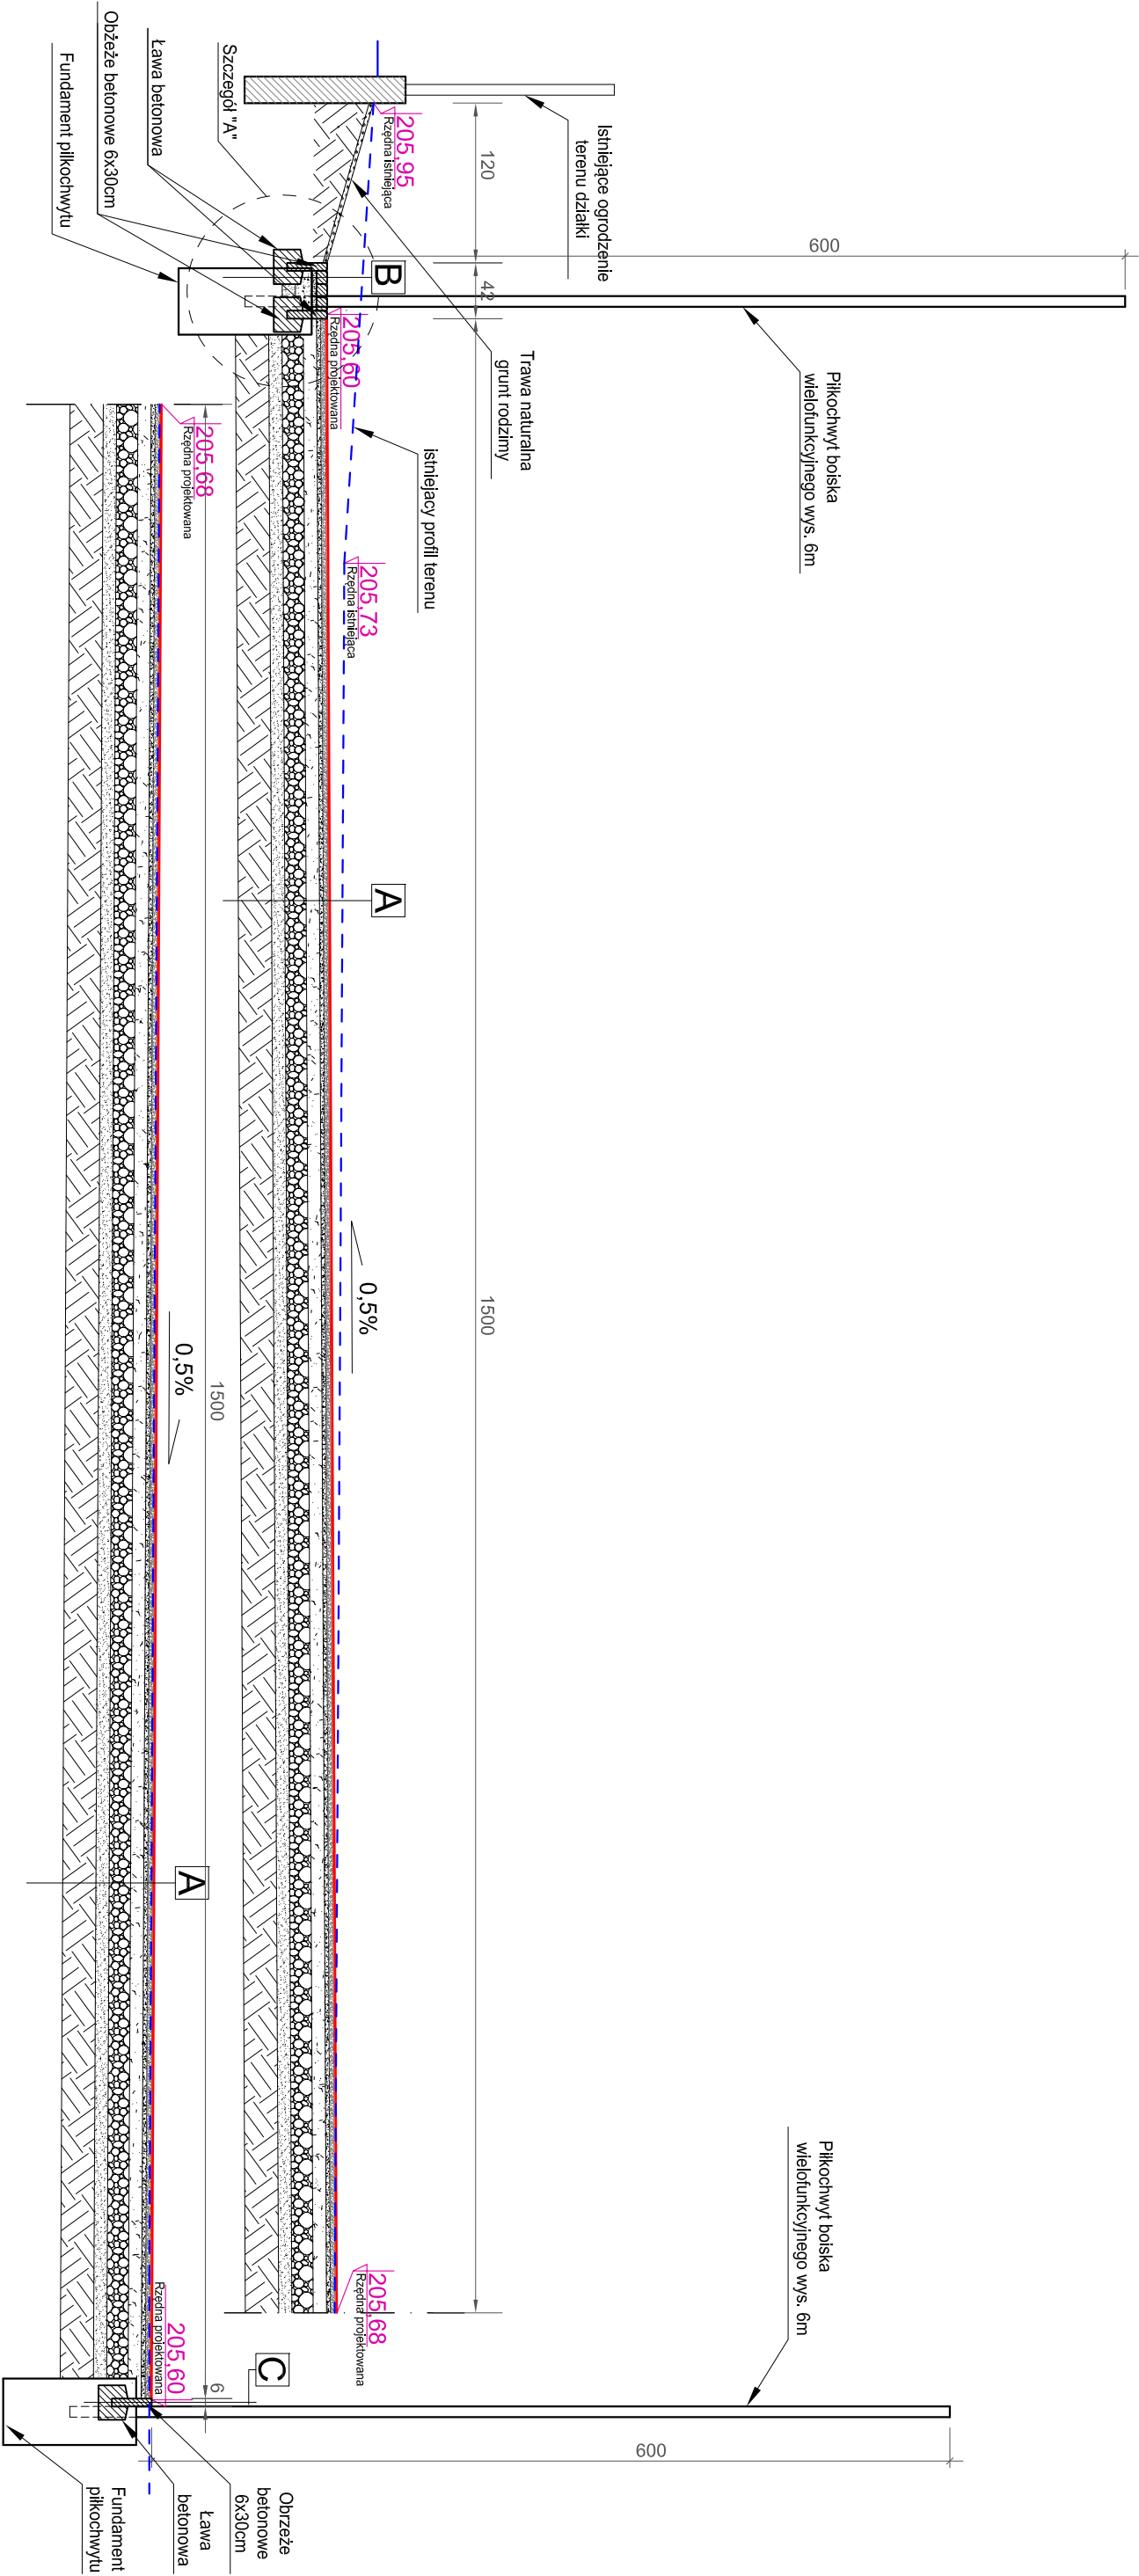 600
Istniejące ogrodzenie
terenu działki
Piłkochwyt boiska
wielofunkcyjnego wys. 6m
Piłkochwyt boiska
wielofunkcyjnego wys. 6m
Trawa naturalna
grunt rodzimy
120
42
1500
istniejacy profil terenu
205,95
Rzędna istniejąca
B
205,60
Rzędna projektowana
205,73
Rzędna istniejąca
A
0,5%
205,68
Rzędna projektowana
Szczegół "A"
Ława betonowa
Obżeże betonowe 6x30cm
Fundament piłkochwytu
205,68
Rzędna projektowana
1500
0,5%
A
205,60
Rzędna projektowana
6
C
600
Obrzeże
betonowe
6x30cm
Ława
betonowa
Fundament
piłkochwytu